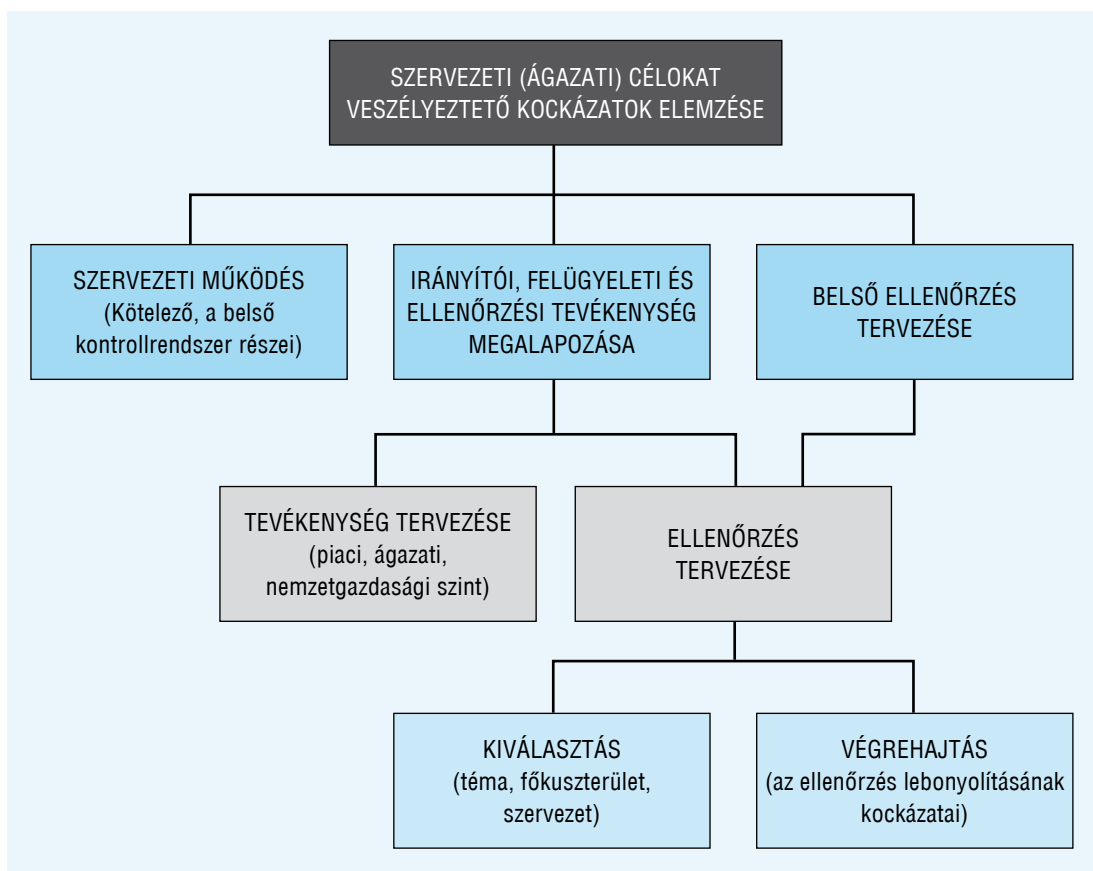 SZERVEZETI (ÁGAZATI) CÉLOKAT
VESZÉLYEZTETŐ KOCKÁZATOK ELEMZÉSE
SZERVEZETI MŰKÖDÉS
(Kötelező, a belső
kontrollrendszer részei)
IRÁNYÍTÓI, FELÜGYELETI ÉS
ELLENŐRZÉSI TEVÉKENYSÉG
MEGALAPOZÁSA
BELSŐ ELLENŐRZÉS
TERVEZÉSE
TEVÉKENYSÉG TERVEZÉSE
(piaci, ágazati,
nemzetgazdasági szint)
ELLENŐRZÉS
TERVEZÉSE
KIVÁLASZTÁS
(téma, főkuszterület,
szervezet)
VÉGREHAJTÁS
(az ellenőrzés lebonyolításának
kockázatai)